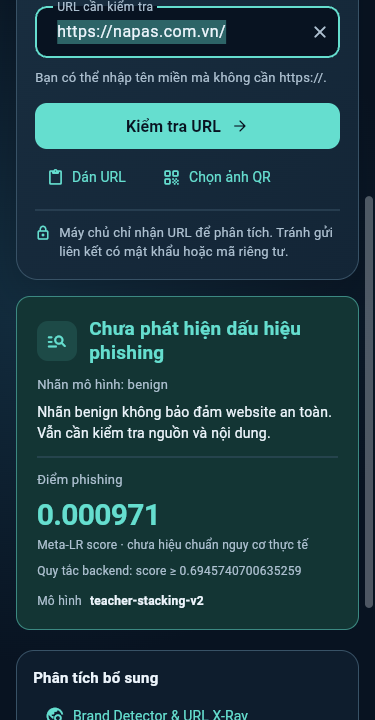 URL cần kiểm tra
https://napas.com.vn/
Bạn có thể nhập tên miền mà không cần https://.
Kiểm tra URL
Dán URL
Chọn ảnh QR
Máy chủ chỉ nhận URL để phân tích. Tránh gửi
liên kết có mật khẩu hoặc mã riêng tư.
Chưa phát hiện dấu hiệu
phishing
Nhãn mô hình: benign
Nhãn benign không bảo đảm website an toàn.
Vẫn cần kiểm tra nguồn và nội dung.
Điểm phishing
0.000971
Meta-LR score · chưa hiệu chuẩn nguy cơ thực tế
Quy tắc backend: score ≥ 0.6945740700635259
Mô hình teacher-stacking-v2
Phân tích bổ sung
Brand Detector & URL X-Ray